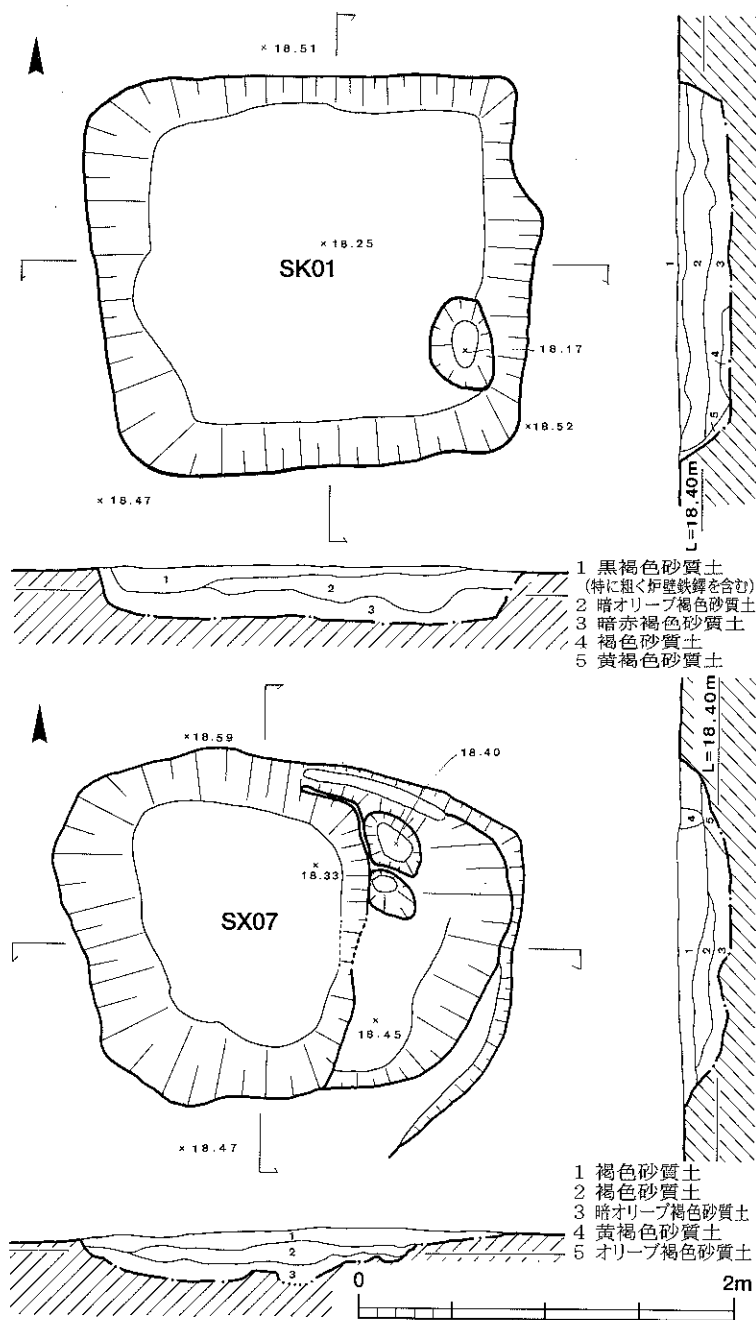 × 18.51
× 18.25
SK01
18.17
×18.52
× 18.47
1
2
3
4
5
L=18.40m
1
2
3
1 黒褐色砂質土
(特に粗く炉壁鉄鐸を含む)
2 暗オリーブ褐色砂質土
3 暗赤褐色砂質土
4 褐色砂質土
5 黄褐色砂質土
×18.59
18.40
×
18.33
SX07
×
18.45
× 18.47
L=18.40m
4
5
1
2
3
1 褐色砂質土
2 褐色砂質土
3 暗オリーブ褐色砂質土
4 黄褐色砂質土
5 オリーブ褐色砂質土
1
2
3
0
2m